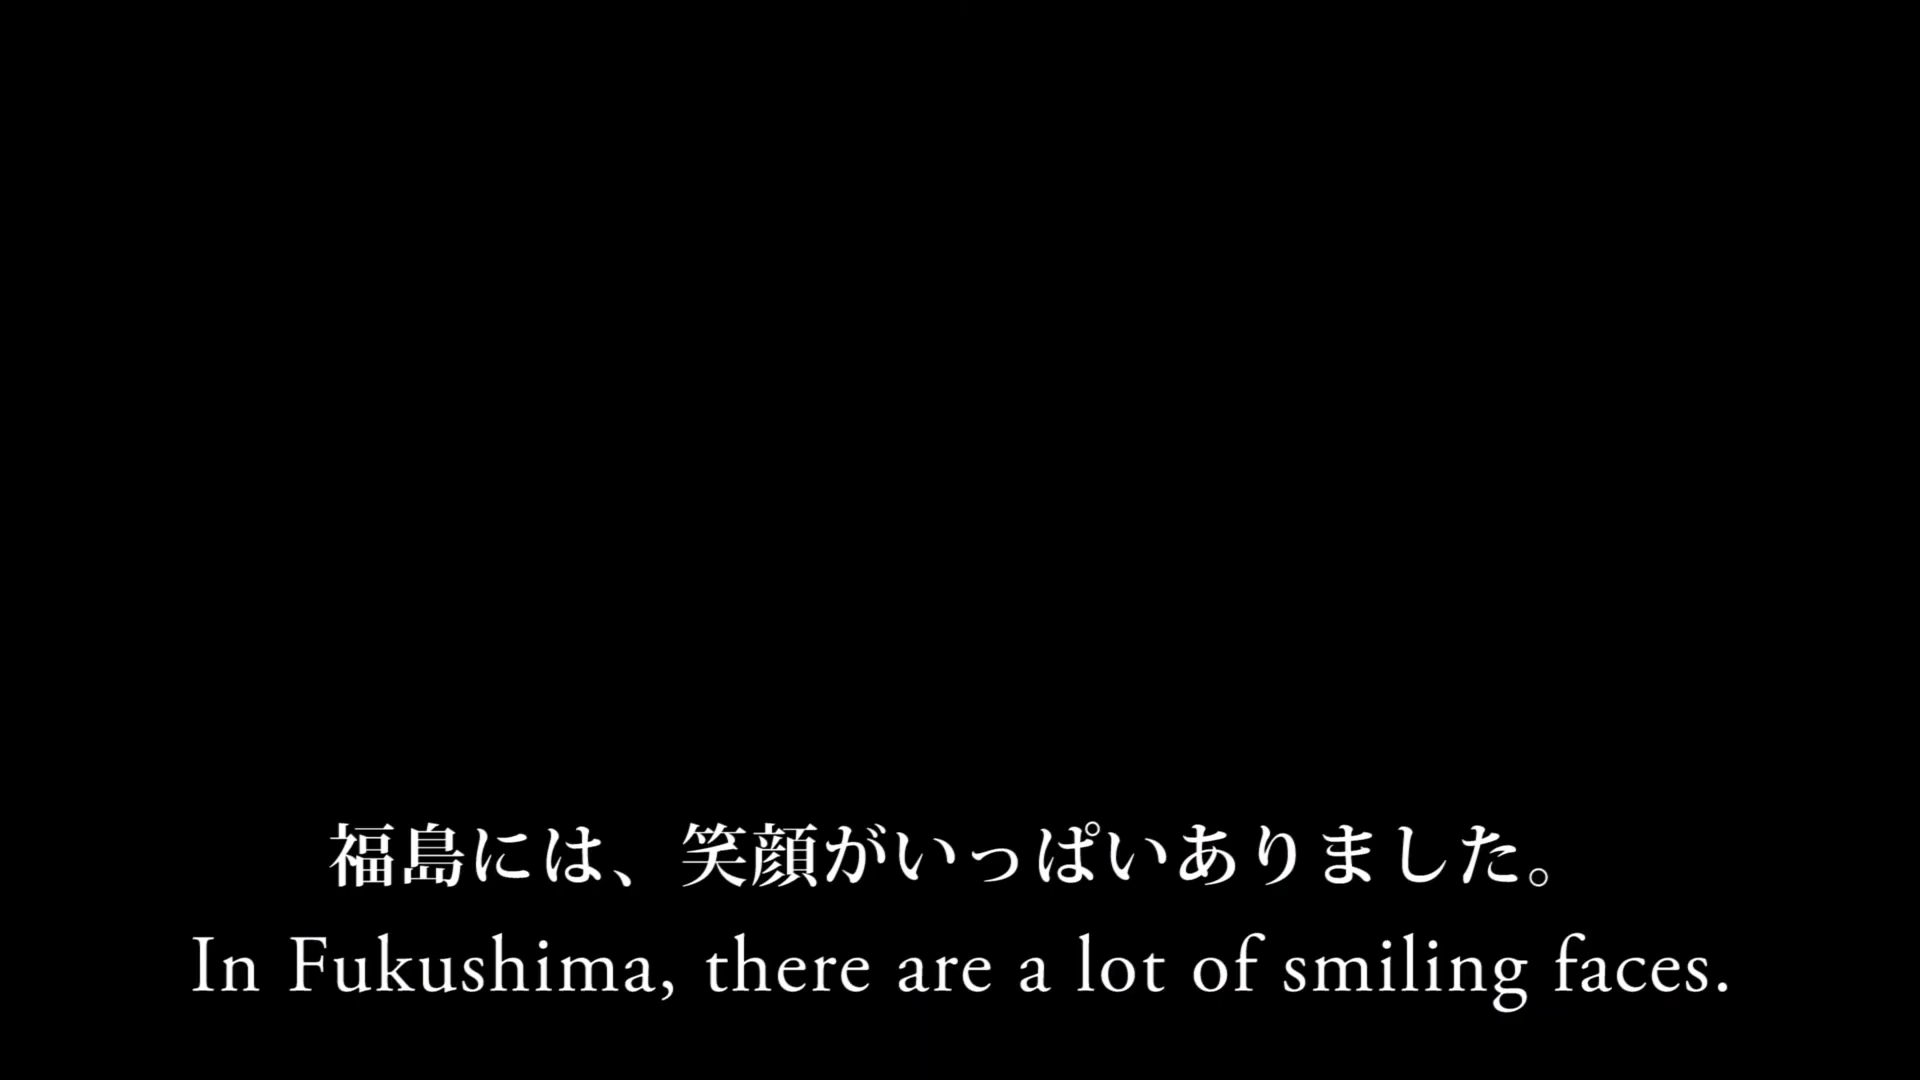 福島には、笑顔がいっぱいありました。
In Fukushima, there are a lot of smiling faces.